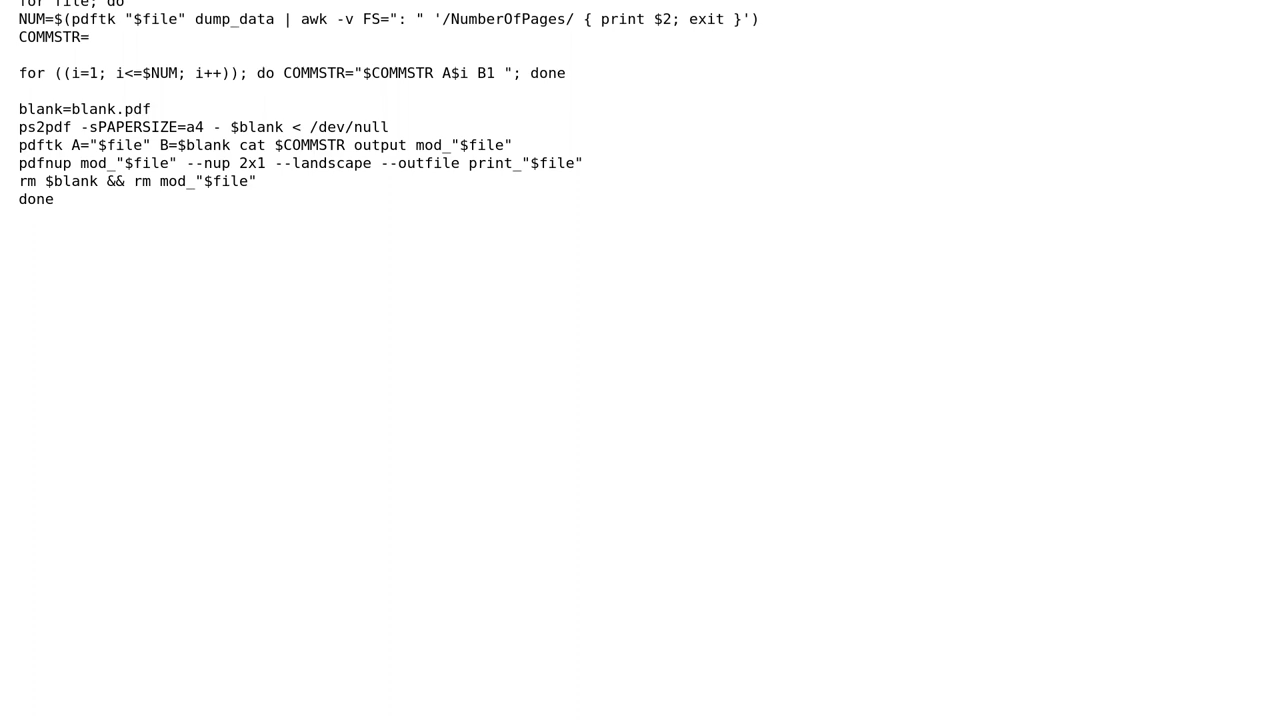 for file; do
NUM=$(pdftk "$file" dump_data | awk -v FS=": " '/NumberOfPages/ { print $2; exit }')
COMMSTR=

for ((i=1; i<=$NUM; i++)); do COMMSTR="$COMMSTR A$i B1 "; done

blank=blank.pdf
ps2pdf -sPAPERSIZE=a4 - $blank < /dev/null
pdftk A="$file" B=$blank cat $COMMSTR output mod_"$file"
pdfnup mod_"$file" --nup 2x1 --landscape --outfile print_"$file"
rm $blank && rm mod_"$file"
done